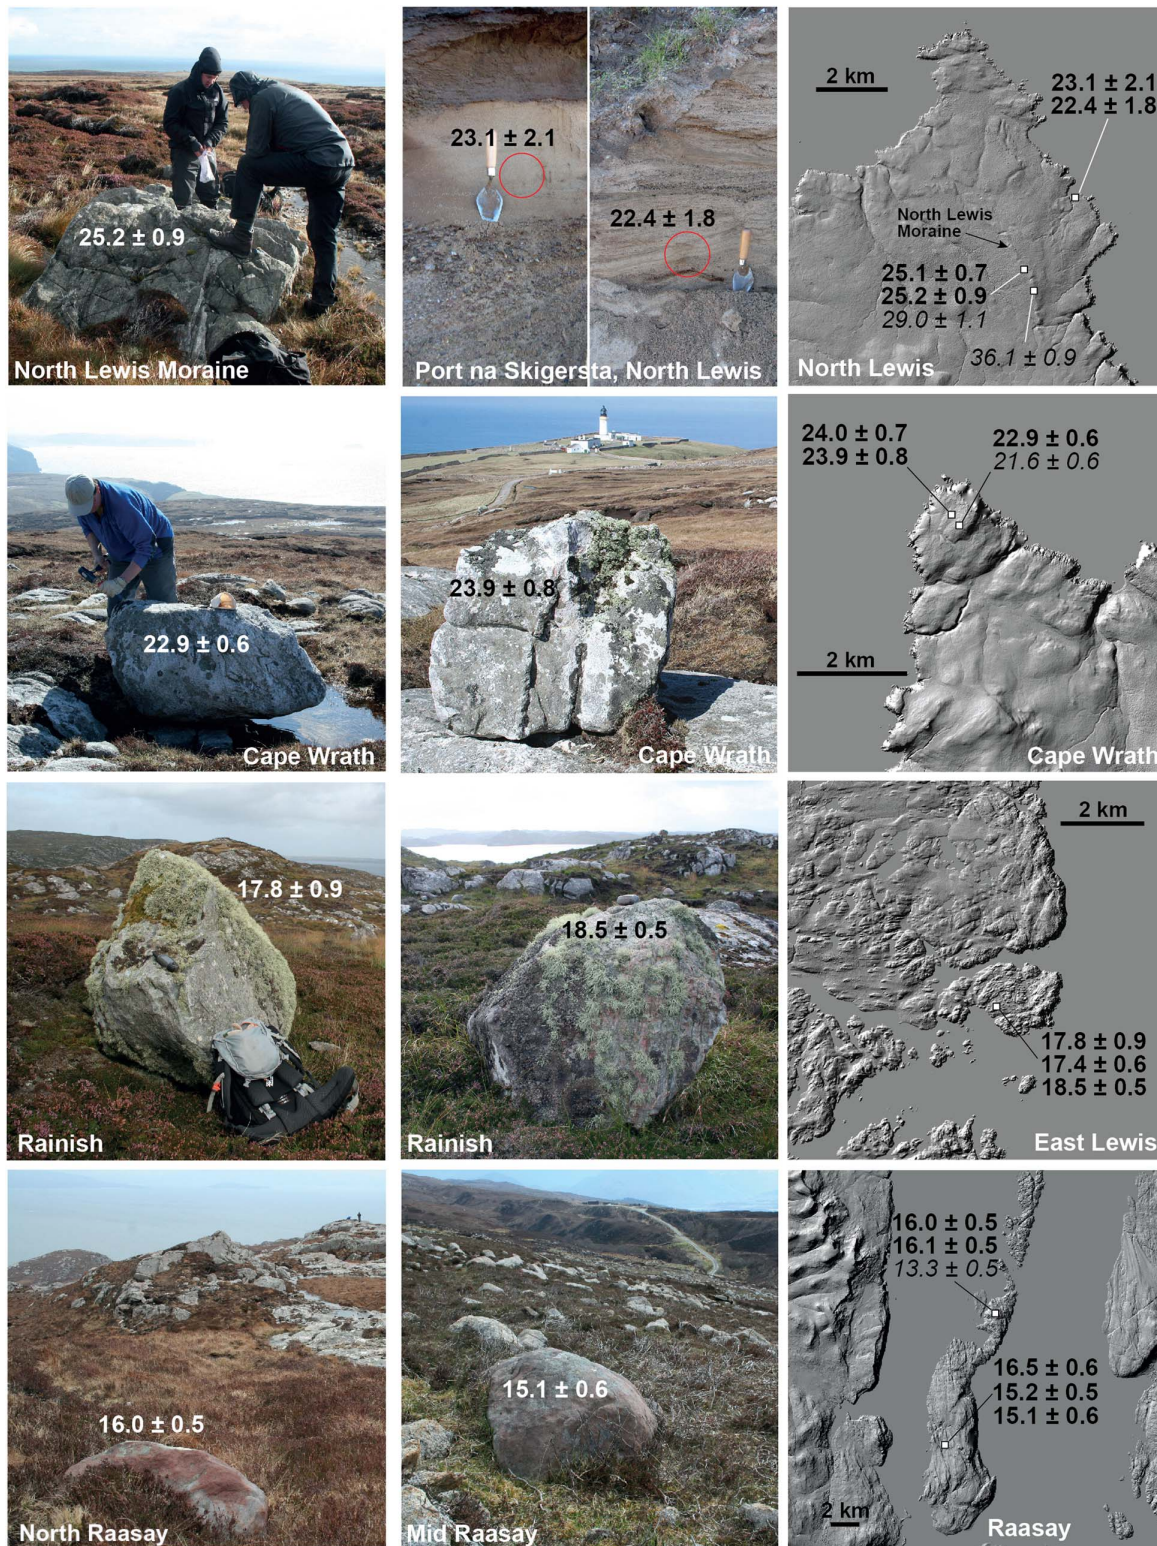 25.2 ± 0.9
North Lewis Moraine
23.1 ± 2.1
22.4 ± 1.8
Port na Skigersta, North Lewis
2 km
23.1 ± 2.1
22.4 ± 1.8
North Lewis
Moraine
25.1 ± 0.7
25.2 ± 0.9
29.0 ± 1.1
36.1 ± 0.9
North Lewis
22.9 ± 0.6
Cape Wrath
23.9 ± 0.8
Cape Wrath
24.0 ± 0.7
23.9 ± 0.8
22.9 ± 0.6
21.6 ± 0.6
2 km
Cape Wrath
17.8 ± 0.9
Rainish
18.5 ± 0.5
Rainish
2 km
17.8 ± 0.9
17.4 ± 0.6
18.5 ± 0.5
East Lewis
16.0 ± 0.5
North Raasay
15.1 ± 0.6
Mid Raasay
16.0 ± 0.5
16.1 ± 0.5
13.3 ± 0.5
16.5 ± 0.6
15.2 ± 0.5
15.1 ± 0.6
2 km
Raasay